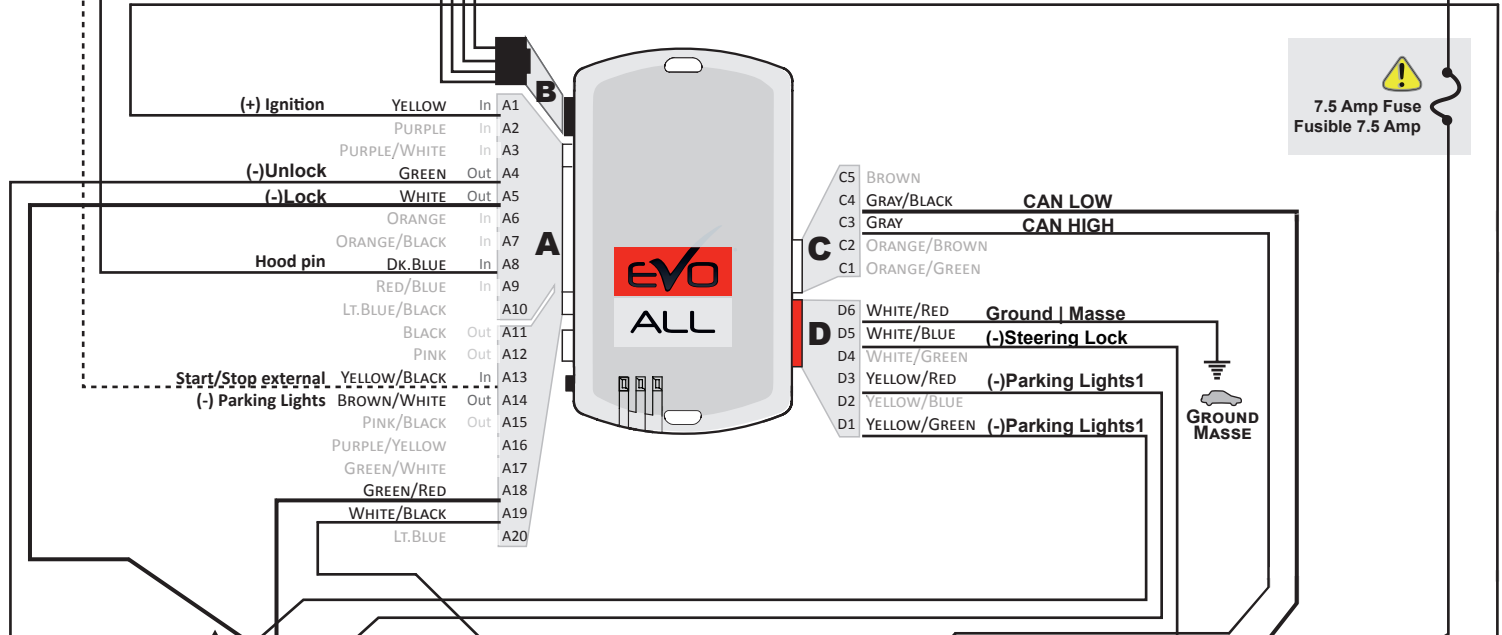 B
(+) Ignition YELLOW In A1
PURPLE In A2
PURPLE/WHITE In A3
(-)Unlock GREEN Out A4
(-)Lock WHITE Out A5
ORANGE In A6
ORANGE/BLACK In A7
Hood pin DK.BLUE In A8
RED/BLUE In A9
LT.BLUE/BLACK A10
BLACK Out A11
PINK Out A12
Start/Stop external YELLOW/BLACK In A13
(-) Parking Lights BROWN/WHITE Out A14
PINK/BLACK Out A15
PURPLE/YELLOW A16
GREEN/WHITE A17
GREEN/RED A18
WHITE/BLACK A19
LT.BLUE A20
A
EVO
ALL
C
C5 BROWN
C4 GRAY/BLACK CAN LOW
C3 GRAY CAN HIGH
C2 ORANGE/BROWN
C1 ORANGE/GREEN
D
D6 WHITE/RED Ground | Masse
D5 WHITE/BLUE (-)Steering Lock
D4 WHITE/GREEN
D3 YELLOW/RED (-)Parking Lights1
D2 YELLOW/BLUE
D1 YELLOW/GREEN (-)Parking Lights1
GROUND
MASSE
!
7.5 Amp Fuse
Fusible 7.5 Amp